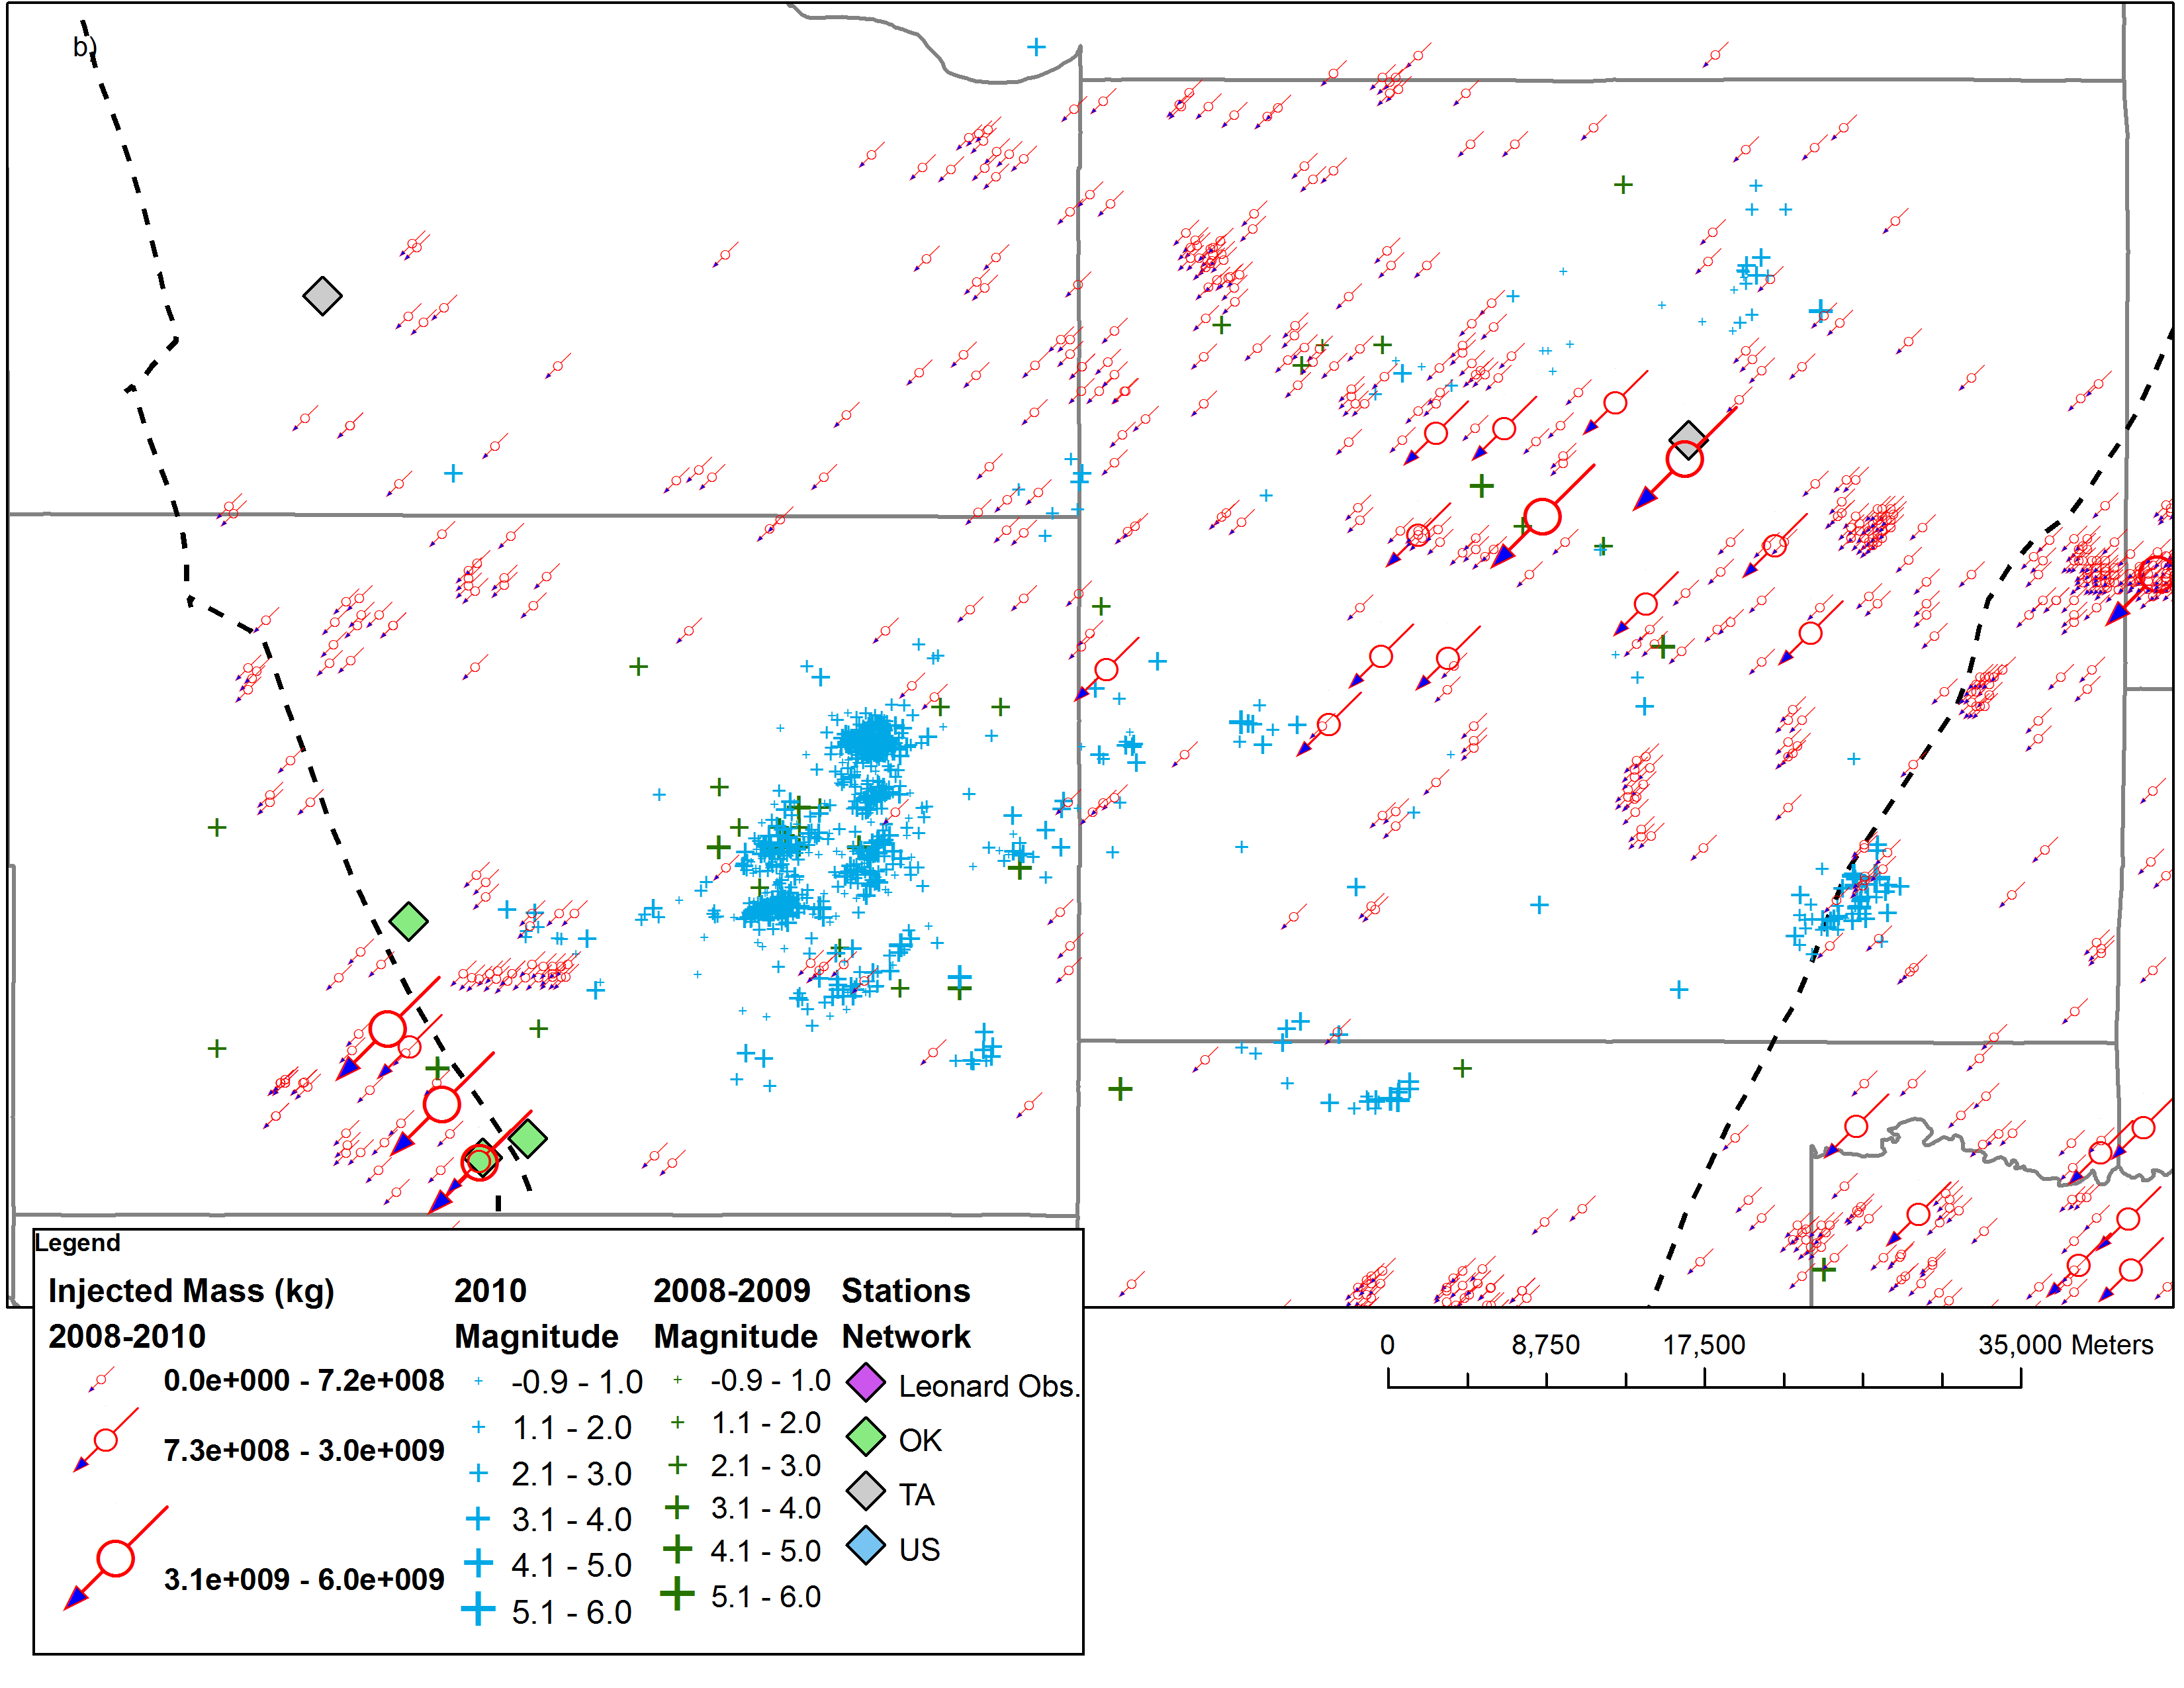 b)
Legend
Injected Mass (kg) 2010 2008-2009 Stations
2008-2010 Magnitude Magnitude Network
0.0e+000 - 7.2e+008 -0.9 - 1.0 -0.9 - 1.0 Leonard Obs.
1.1 - 2.0 1.1 - 2.0 OK
7.3e+008 - 3.0e+009 2.1 - 3.0 2.1 - 3.0
3.1 - 4.0 3.1 - 4.0 TA
3.1e+009 - 6.0e+009 4.1 - 5.0 4.1 - 5.0 US
5.1 - 6.0 5.1 - 6.0
0 8,750 17,500 35,000 Meters